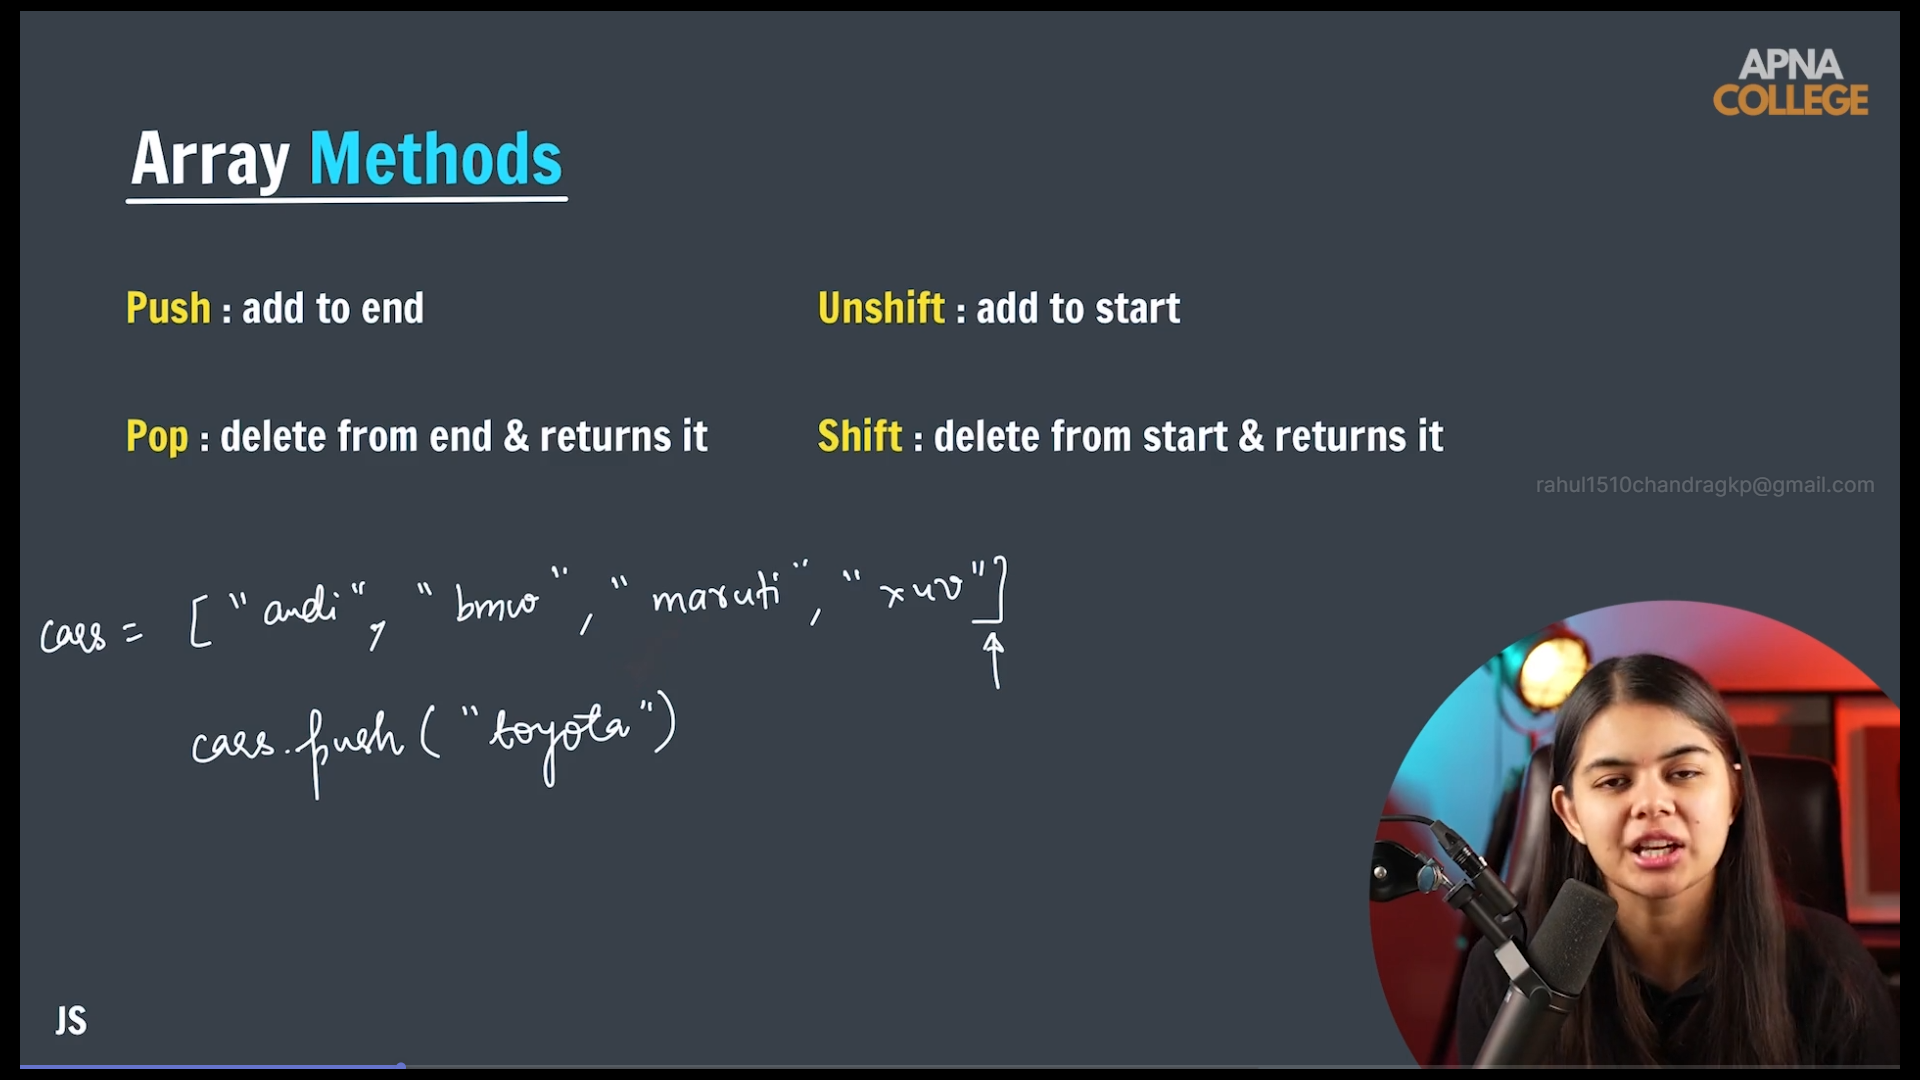 APNA
COLLEGE
Array Methods
Push : add to end
Unshift : add to start
Pop : delete from end & returns it
Shift : delete from start & returns it
rahul1510chandragkp@gmail.com
cars = [ "audi", "bmw", "maruti", "xuv"]
cars.push( "toyota")
JS